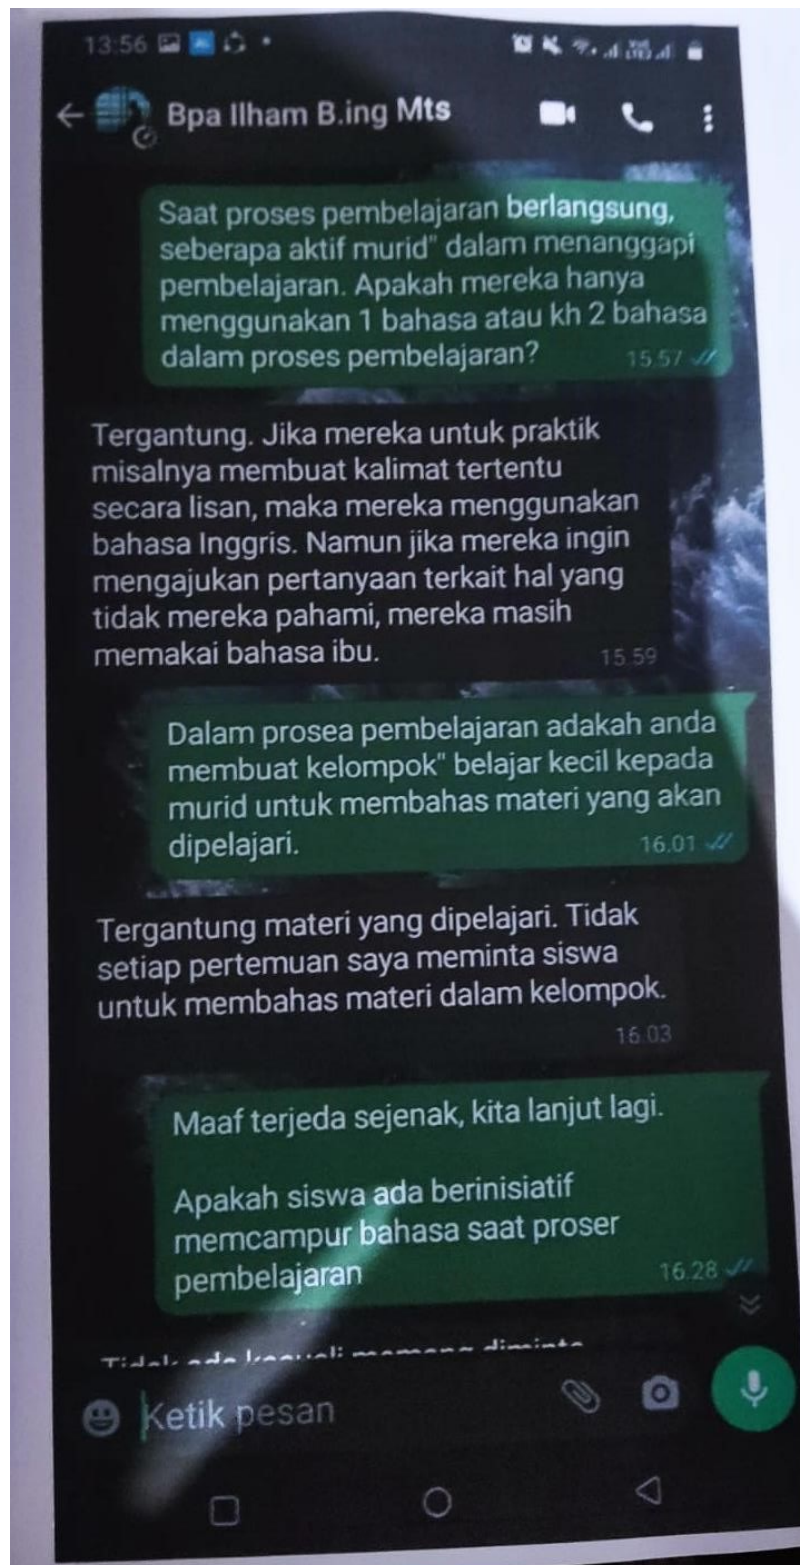 13:56
Bpa Ilham B.ing Mts
Saat proses pembelajaran berlangsung,
seberapa aktif murid" dalam menanggapi
pembelajaran. Apakah mereka hanya
menggunakan 1 bahasa atau kh 2 bahasa
dalam proses pembelajaran?
15.57
Tergantung. Jika mereka untuk praktik
misalnya membuat kalimat tertentu
secara lisan, maka mereka menggunakan
bahasa Inggris. Namun jika mereka ingin
mengajukan pertanyaan terkait hal yang
tidak mereka pahami, mereka masih
memakai bahasa ibu.
15.59
Dalam prosea pembelajaran adakah anda
membuat kelompok" belajar kecil kepada
murid untuk membahas materi yang akan
dipelajari.
16.01
Tergantung materi yang dipelajari. Tidak
setiap pertemuan saya meminta siswa
untuk membahas materi dalam kelompok.
16.03
Maaf terjeda sejenak, kita lanjut lagi.
Apakah siswa ada berinisiatif
memcampur bahasa saat proser
pembelajaran
16.28
Tidak ada kecuali memang diminta
Ketik pesan